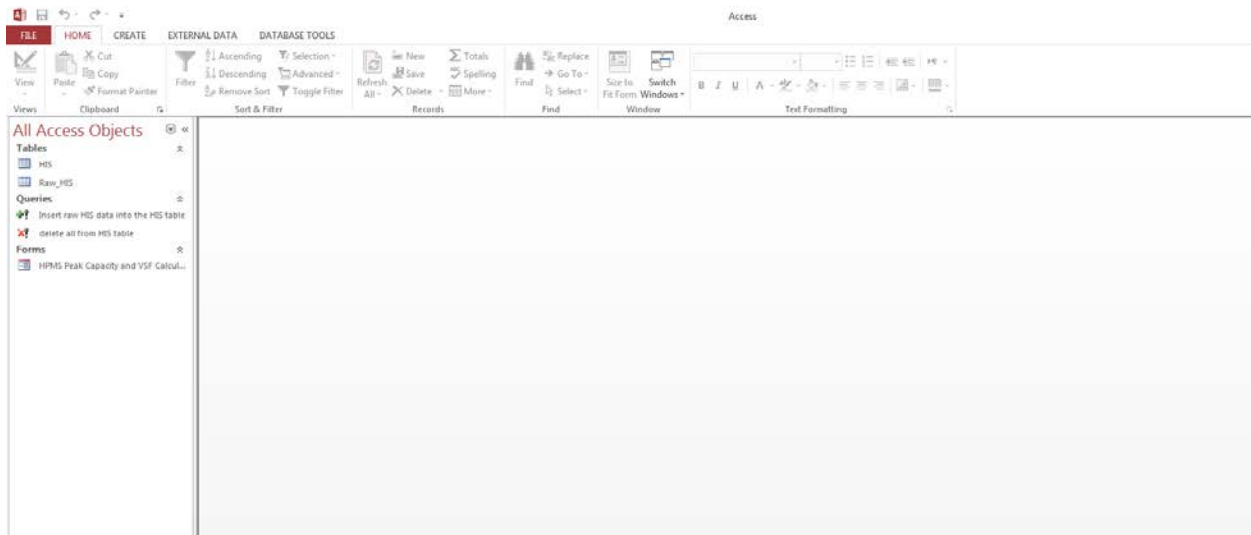 Access
FILE HOME CREATE EXTERNAL DATA DATABASE TOOLS
Cut Ascending Selection New Totals Replace
Copy Descending Advanced Save Spelling Go To
View Paste Format Painter Filter Remove Sort Toggle Filter Refresh All Delete More Find Select Size to Fit Form Switch Windows B I U A
Views Clipboard Sort & Filter Records Find Window Text Formatting
All Access Objects
Tables
HIS
Raw_HIS
Queries
Insert raw HIS data into the HIS table
delete all from HIS table
Forms
HPMS Peak Capacity and VSF Calcul...